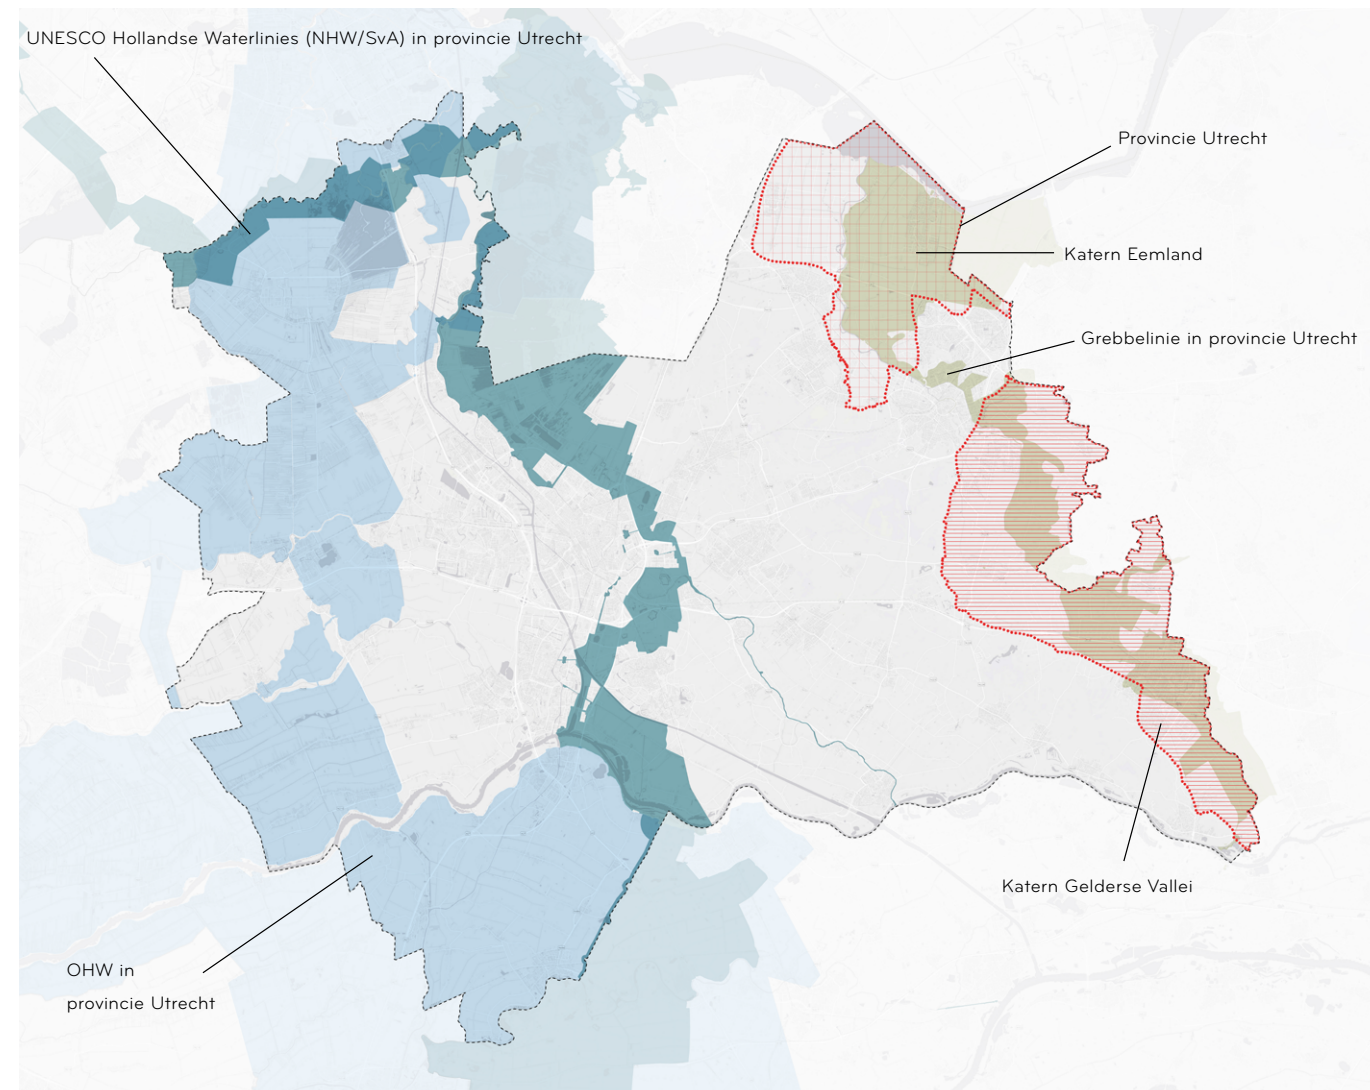 UNESCO Hollandse Waterlinies (NHW/SvA) in provincie Utrecht
Provincie Utrecht
Katern Eemland
Grebbelinie in provincie Utrecht
Katern Gelderse Vallei
OHW in
provincie Utrecht